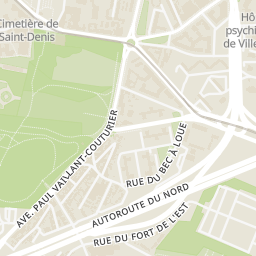 Cimetière de
Saint-Denis
Hô
psychi
de Ville
AVE. PAUL VAILLANT-COUTURIER
RUE DU BEC À LOUE
AUTOROUTE DU NORD
RUE DU FORT DE L'EST